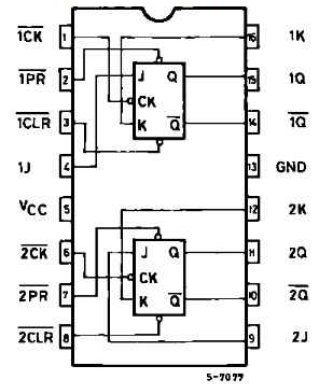 1CK 1 16 1K
1PR 2 J Q 15 1Q
CK
1CLR 3 K Q 14 1Q
1J 4 13 GND
VCC 5 12 2K
2CK 6 J Q 11 2Q
CK
2PR 7 K Q 10 2Q
2CLR 8 9 2J
5-7077